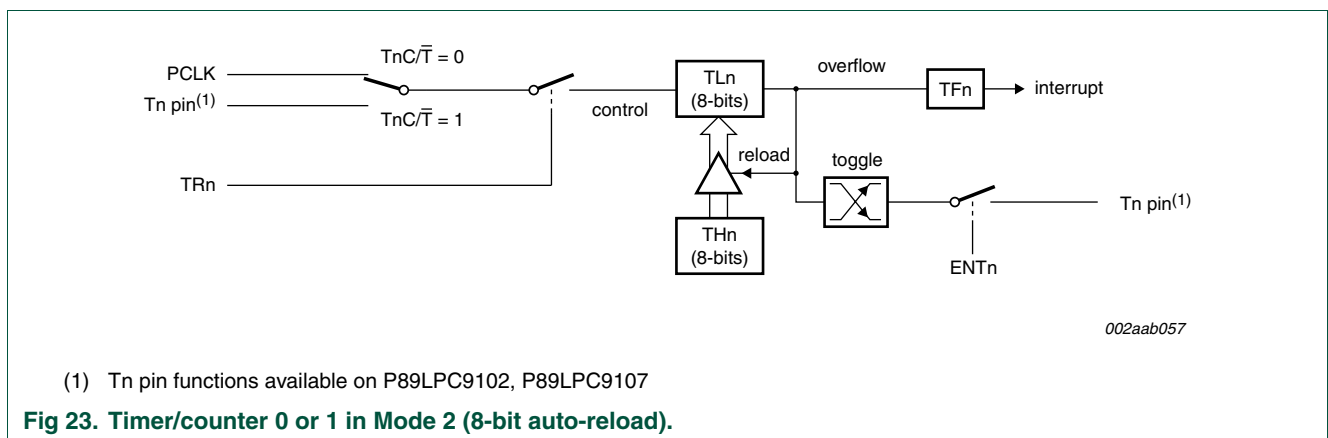 TnC/T̅ = 0
PCLK
Tn pin(1)
TnC/T̅ = 1
TRn
control
TLn
(8-bits)
overflow
TFn
interrupt
reload
toggle
THn
(8-bits)
Tn pin(1)
ENTn
002aab057
(1) Tn pin functions available on P89LPC9102, P89LPC9107
Fig 23. Timer/counter 0 or 1 in Mode 2 (8-bit auto-reload).